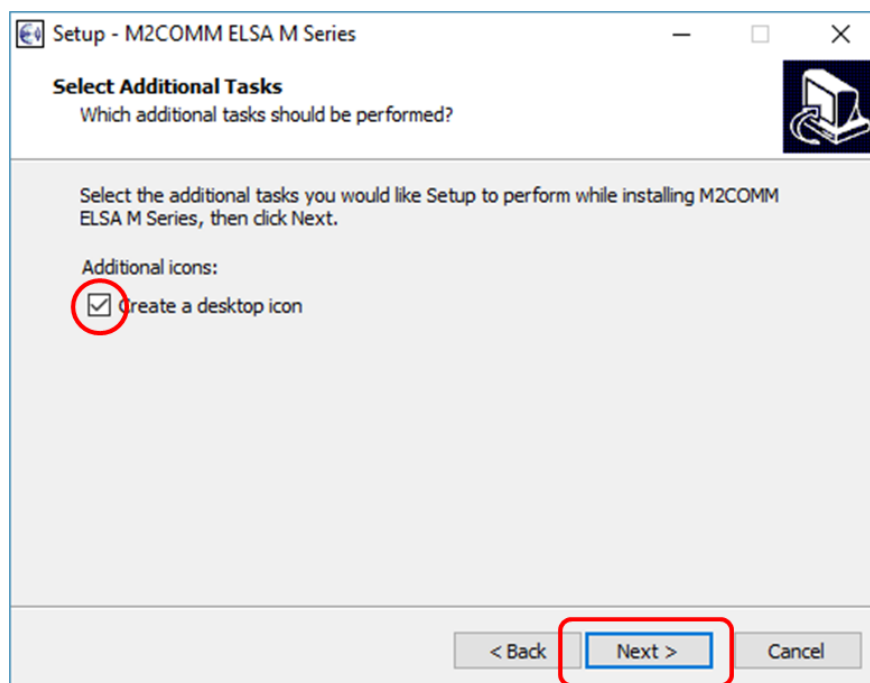 Setup - M2COMM ELSA M Series
Select Additional Tasks
Which additional tasks should be performed?
Select the additional tasks you would like Setup to perform while installing M2COMM
ELSA M Series, then click Next.
Additional icons:
Create a desktop icon
< Back
Next >
Cancel